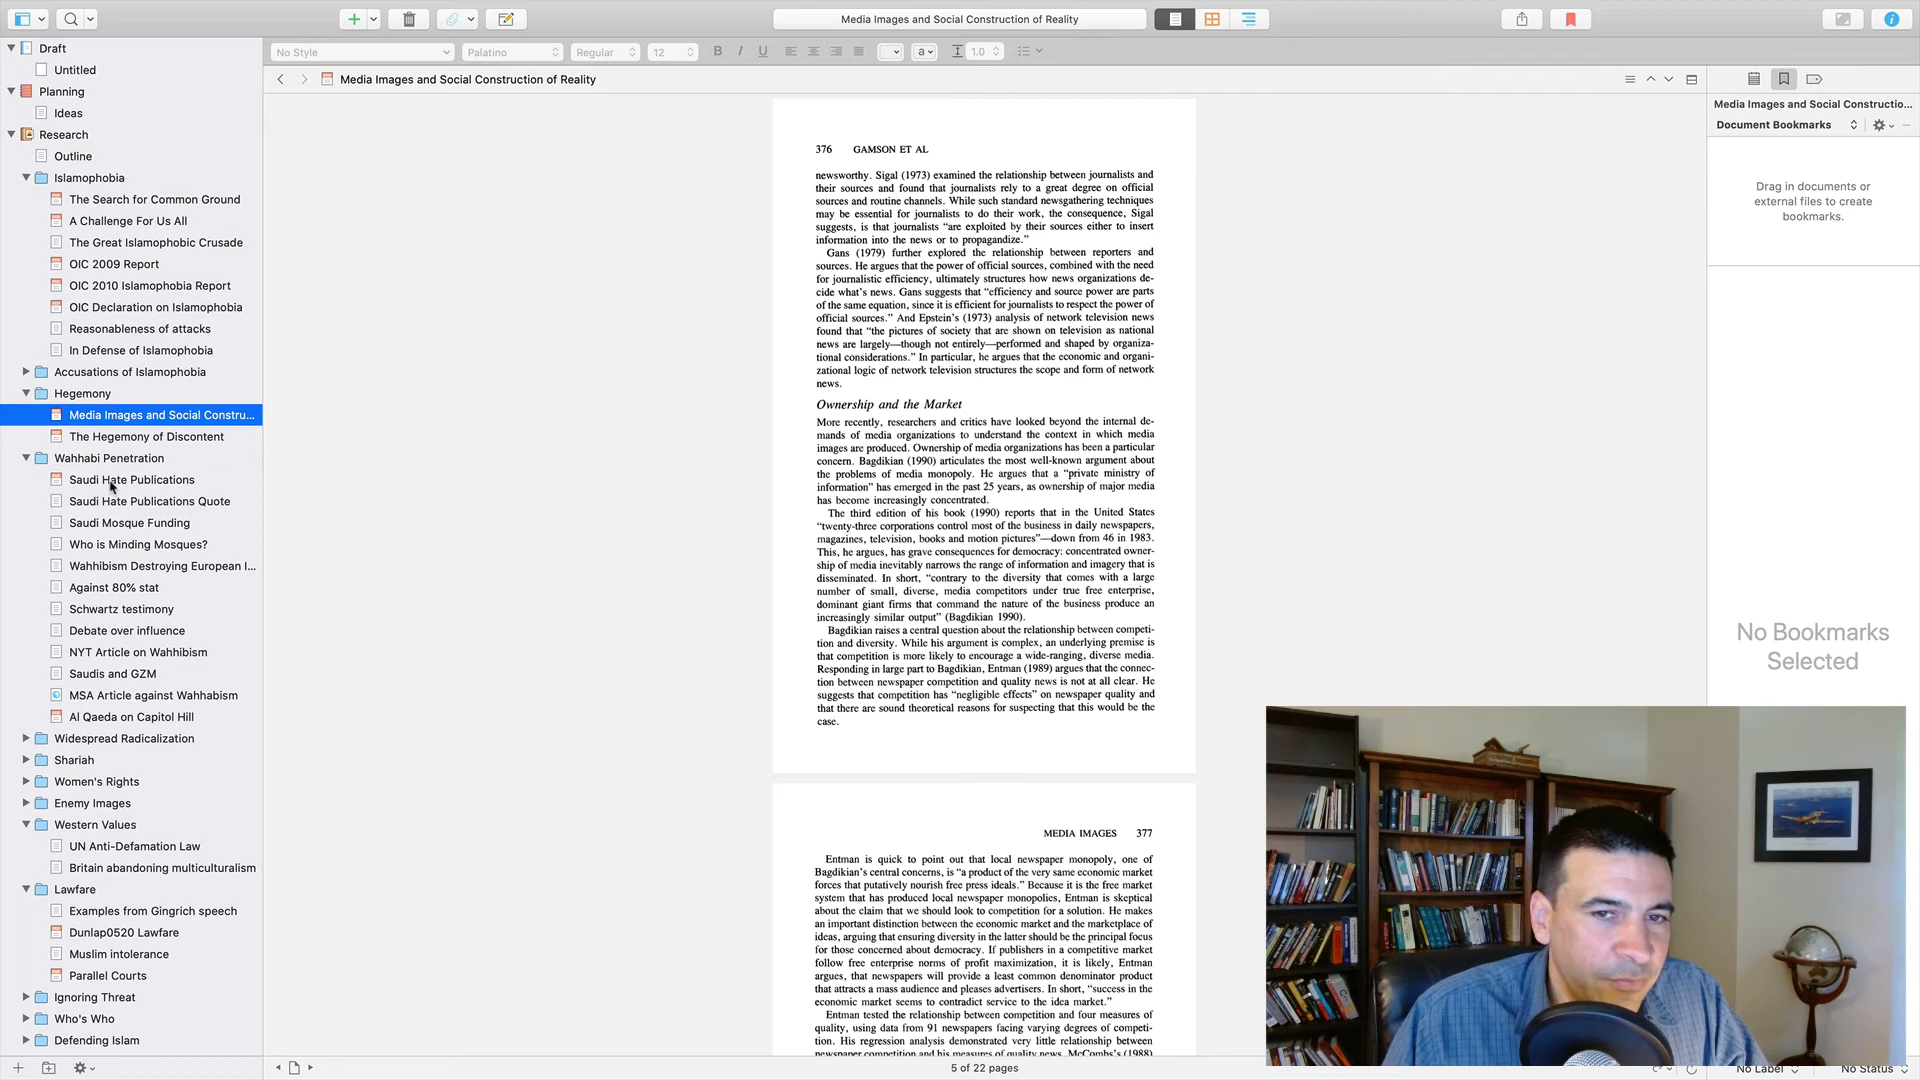 Media Images and Social Construction of Reality
No Style
Palatino
Regular
12
B
I
U
a
1.0
Media Images and Social Construction of Reality
Draft
Untitled
Planning
Ideas
Research
Outline
Islamophobia
The Search for Common Ground
A Challenge For Us All
The Great Islamophobic Crusade
OIC 2009 Report
OIC 2010 Islamophobia Report
OIC Declaration on Islamophobia
Reasonableness of attacks
In Defense of Islamophobia
Accusations of Islamophobia
Hegemony
Media Images and Social Constru...
The Hegemony of Discontent
Wahhabi Penetration
Saudi Hate Publications
Saudi Hate Publications Quote
Saudi Mosque Funding
Who is Minding Mosques?
Wahhibism Destroying European I...
Against 80% stat
Schwartz testimony
Debate over influence
NYT Article on Wahhibism
Saudis and GZM
MSA Article against Wahhabism
Al Qaeda on Capitol Hill
Widespread Radicalization
Shariah
Women's Rights
Enemy Images
Western Values
UN Anti-Defamation Law
Britain abandoning multiculturalism
Lawfare
Examples from Gingrich speech
Dunlap0520 Lawfare
Muslim intolerance
Parallel Courts
Ignoring Threat
Who's Who
Defending Islam
376 GAMSON ET AL
newsworthy. Sigal (1973) examined the relationship between journalists and
their sources and found that journalists rely to a great degree on official
sources and routine channels. While such standard newsgathering techniques
may be essential for journalists to do their work, the consequence, Sigal
suggests, is that journalists “are exploited by their sources either to insert
information into the news or to propagandize.”
Gans (1979) further explored the relationship between reporters and
sources. He argues that the power of official sources, combined with the need
for journalistic efficiency, ultimately structures how news organizations de-
cide what’s news. Gans suggests that “efficiency and source power are parts
of the same equation, since it is efficient for journalists to respect the power of
official sources.” And Epstein’s (1973) analysis of network television news
found that “the pictures of society that are shown on television as national
news are largely—though not entirely—performed and shaped by organiza-
tional considerations.” In particular, he argues that the economic and organi-
zational logic of network television structures the scope and form of network
news.
Ownership and the Market
More recently, researchers and critics have looked beyond the internal de-
mands of media organizations to understand the context in which media
images are produced. Ownership of media organizations has been a particular
concern. Bagdikian (1990) articulates the most well-known argument about
the problems of media monopoly. He argues that a “private ministry of
information” has emerged in the past 25 years, as ownership of major media
has become increasingly concentrated.
The third edition of his book (1990) reports that in the United States
“twenty-three corporations control most of the business in daily newspapers,
magazines, television, books and motion pictures”—down from 46 in 1983.
This, he argues, has grave consequences for democracy: concentrated owner-
ship of media inevitably narrows the range of information and imagery that is
disseminated. In short, “contrary to the diversity that comes with a large
number of small, diverse, media competitors under true free enterprise,
dominant giant firms that command the nature of the business produce an
increasingly similar output” (Bagdikian 1990).
Bagdikian raises a central question about the relationship between competi-
tion and diversity. While his argument is complex, an underlying premise is
that competition is more likely to encourage a wide-ranging, diverse media.
Responding in large part to Bagdikian, Entman (1989) argues that the connec-
tion between newspaper competition and quality news is not at all clear. He
suggests that competition has “negligible effects” on newspaper quality and
that there are sound theoretical reasons for suspecting that this would be the
case.
MEDIA IMAGES 377
Entman is quick to point out that local newspaper monopoly, one of
Bagdikian’s central concerns, is “a product of the very same economic market
forces that putatively nourish free press ideals.” Because it is the free market
system that has produced local newspaper monopolies, Entman is skeptical
about the claim that we should look to competition for a solution. He makes
an important distinction between the economic market and the marketplace of
ideas, arguing that ensuring diversity in the latter should be the principal focus
for those concerned about democracy. If publishers in a competitive market
follow free enterprise norms of profit maximization, it is likely, Entman
argues, that newspapers will provide a least common denominator product
that attracts a mass audience and pleases advertisers. In short, “success in the
economic market seems to contradict service to the idea market.”
Entman tested the relationship between competition and four measures of
quality, using data from 91 newspapers facing varying degrees of competi-
tion. His regression analysis demonstrated very little relationship between
newspaper competition and his measures of quality news. McCombs’s (1988)
5 of 22 pages
Media Images and Social Constructio...
Document Bookmarks
Drag in documents or
external files to create
bookmarks.
No Bookmarks
Selected
No Label
No Status